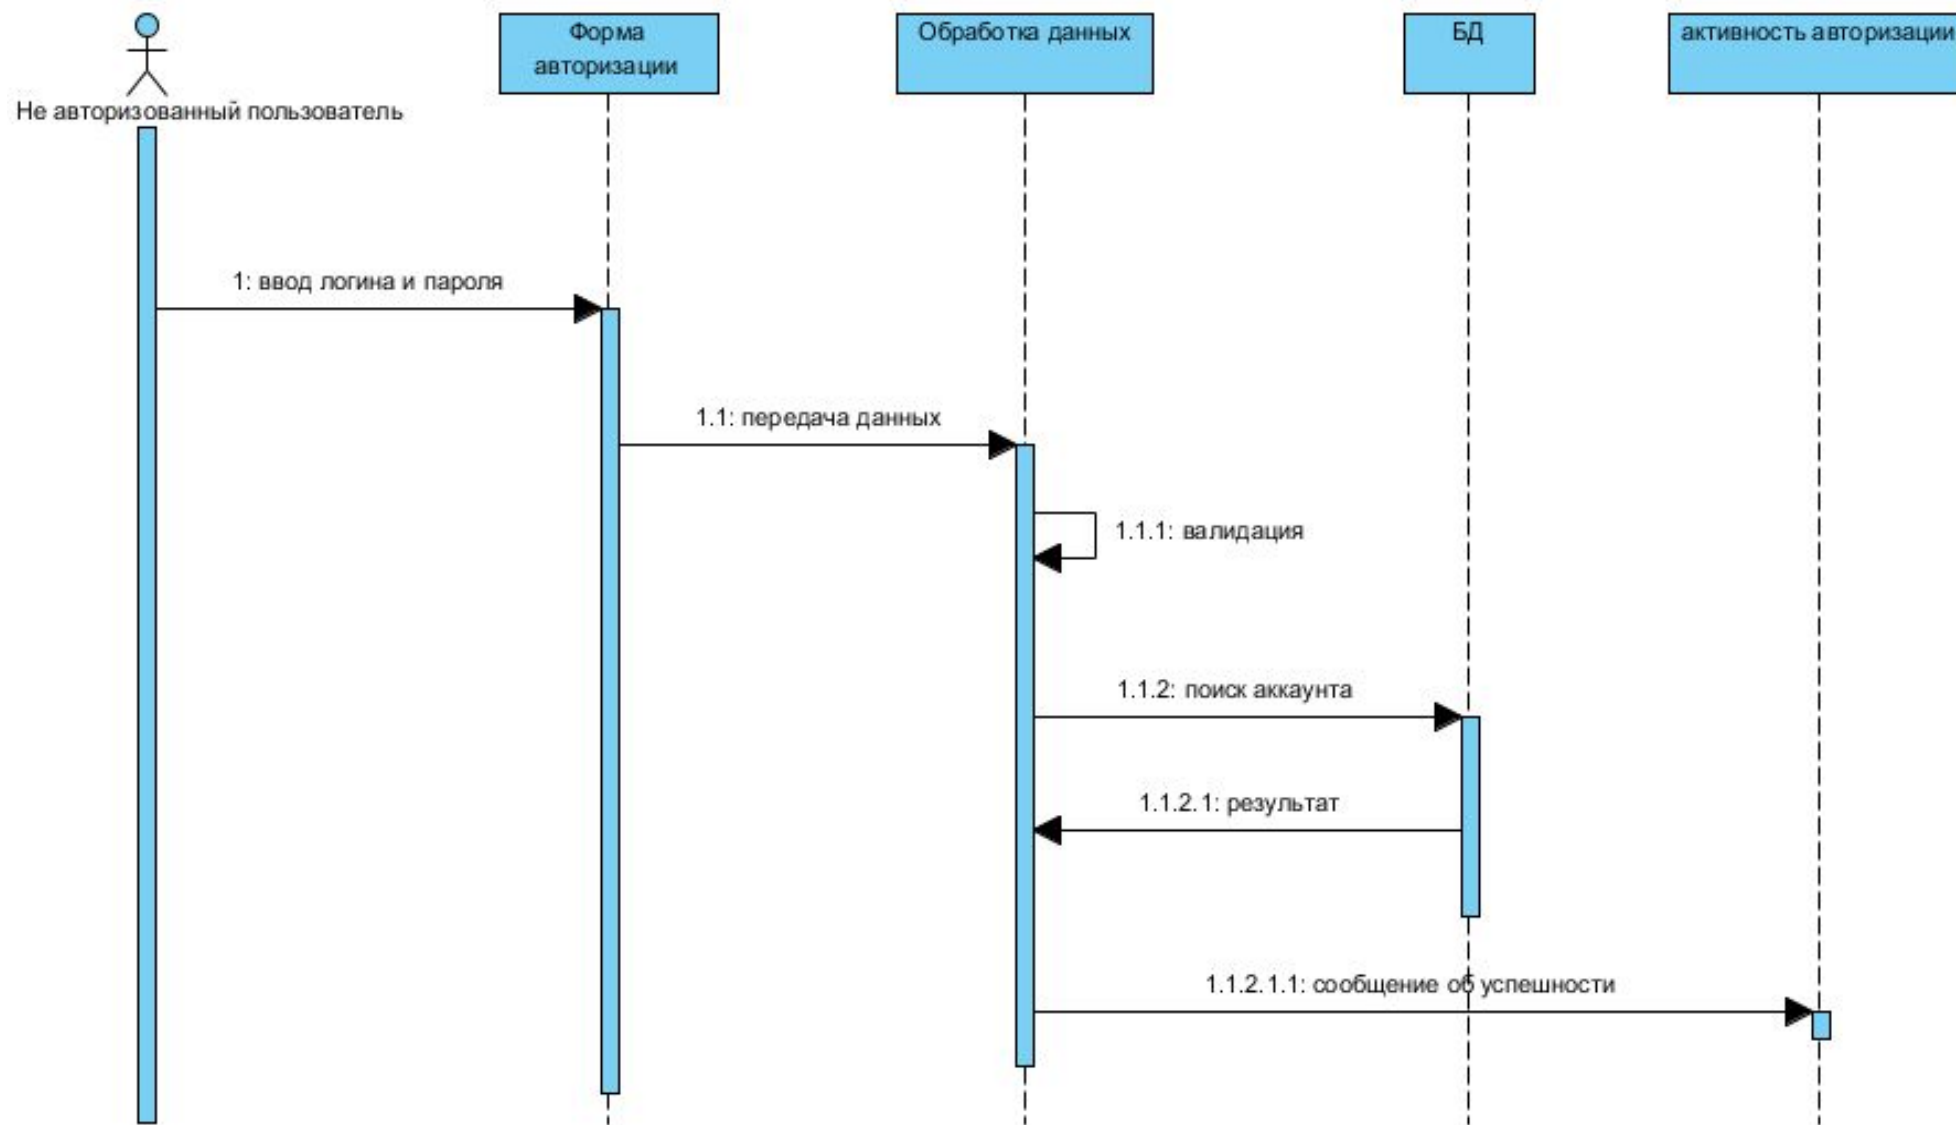 Форма
авторизации
Обработка данных
БД
активность авторизации
Не авторизованный пользователь
1: ввод логина и пароля
1.1: передача данных
1.1.1: валидация
1.1.2: поиск аккаунта
1.1.2.1: результат
1.1.2.1.1: сообщение об успешности